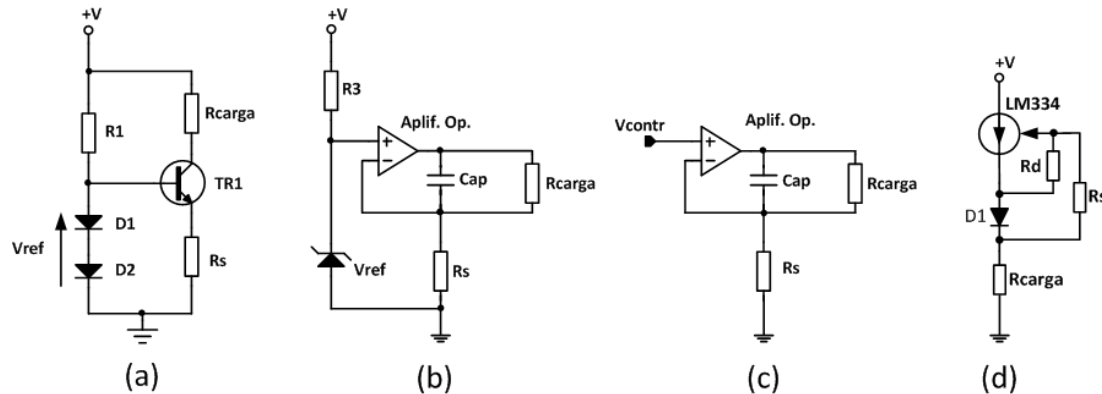 +V
R1
Rcarga
TR1
D1
Vref
D2
Rs
(a)
+V
R3
Aplif. Op.
+
−
Cap
Rcarga
Vref
Rs
(b)
Vcontr
Aplif. Op.
+
−
Cap
Rcarga
Rs
(c)
+V
LM334
Rd
Rs
D1
Rcarga
(d)